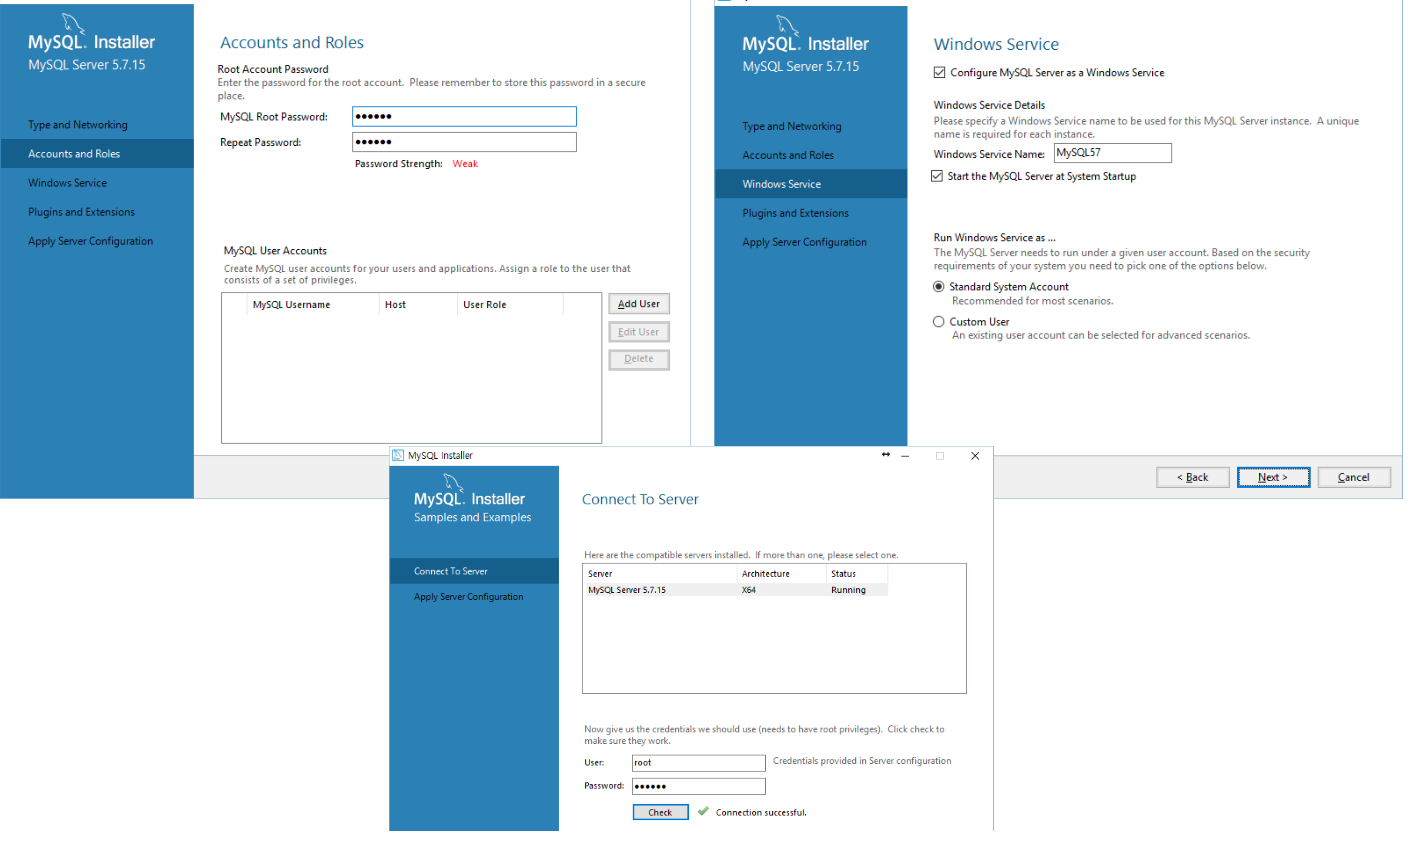 MySQL. Installer
MySQL Server 5.7.15
Type and Networking
Accounts and Roles
Windows Service
Plugins and Extensions
Apply Server Configuration
Accounts and Roles
Root Account Password
Enter the password for the root account. Please remember to store this password in a secure
place.
MySQL Root Password: ●●●●●●
Repeat Password: ●●●●●●
Password Strength: Weak
MySQL User Accounts
Create MySQL user accounts for your users and applications. Assign a role to the user that
consists of a set of privileges.
MySQL Username Host User Role
Add User
Edit User
Delete
MySQL. Installer
MySQL Server 5.7.15
Type and Networking
Accounts and Roles
Windows Service
Plugins and Extensions
Apply Server Configuration
Windows Service
Configure MySQL Server as a Windows Service
Windows Service Details
Please specify a Windows Service name to be used for this MySQL Server instance. A unique
name is required for each instance.
Windows Service Name: MySQL57
Start the MySQL Server at System Startup
Run Windows Service as ...
The MySQL Server needs to run under a given user account. Based on the security
requirements of your system you need to pick one of the options below.
Standard System Account
Recommended for most scenarios.
Custom User
An existing user account can be selected for advanced scenarios.
< Back Next > Cancel
MySQL Installer
MySQL. Installer
Samples and Examples
Connect To Server
Apply Server Configuration
Connect To Server
Here are the compatible servers installed. If more than one, please select one.
Server Architecture Status
MySQL Server 5.7.15 X64 Running
Now give us the credentials we should use (needs to have root privileges). Click check to
make sure they work.
User: root Credentials provided in Server configuration
Password: ●●●●●●
Check Connection successful.